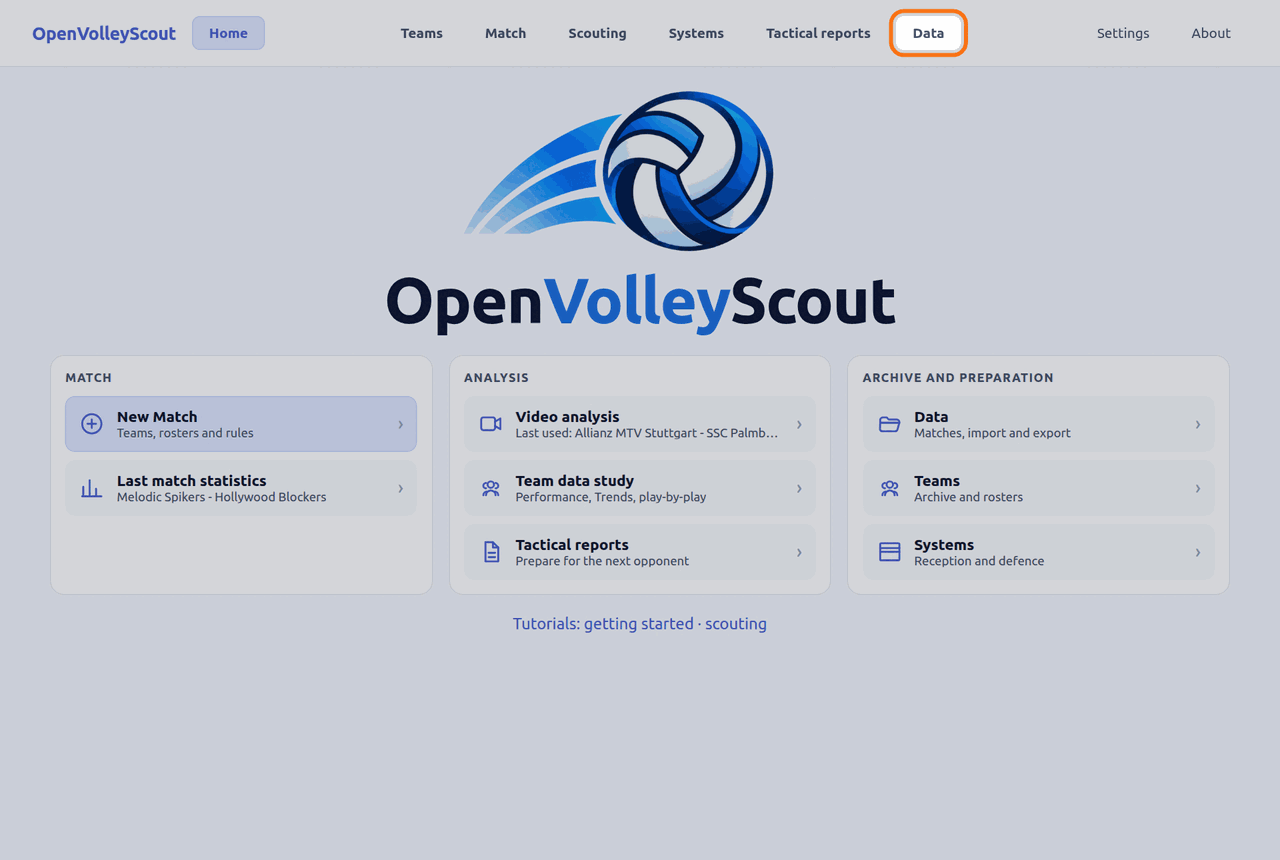 OpenVolleyScout
Home
Teams
Match
Scouting
Systems
Tactical reports
Data
Settings
About
OpenVolleyScout
MATCH
New Match
Teams, rosters and rules
Last match statistics
Melodic Spikers - Hollywood Blockers
ANALYSIS
Video analysis
Last used: Allianz MTV Stuttgart - SSC Palmb…
Team data study
Performance, Trends, play-by-play
Tactical reports
Prepare for the next opponent
ARCHIVE AND PREPARATION
Data
Matches, import and export
Teams
Archive and rosters
Systems
Reception and defence
Tutorials: getting started · scouting